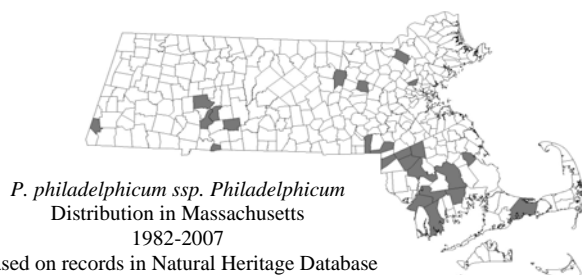 P. philadelphicum ssp. Philadelphicum
Distribution in Massachusetts
1982-2007
ased on records in Natural Heritage Database